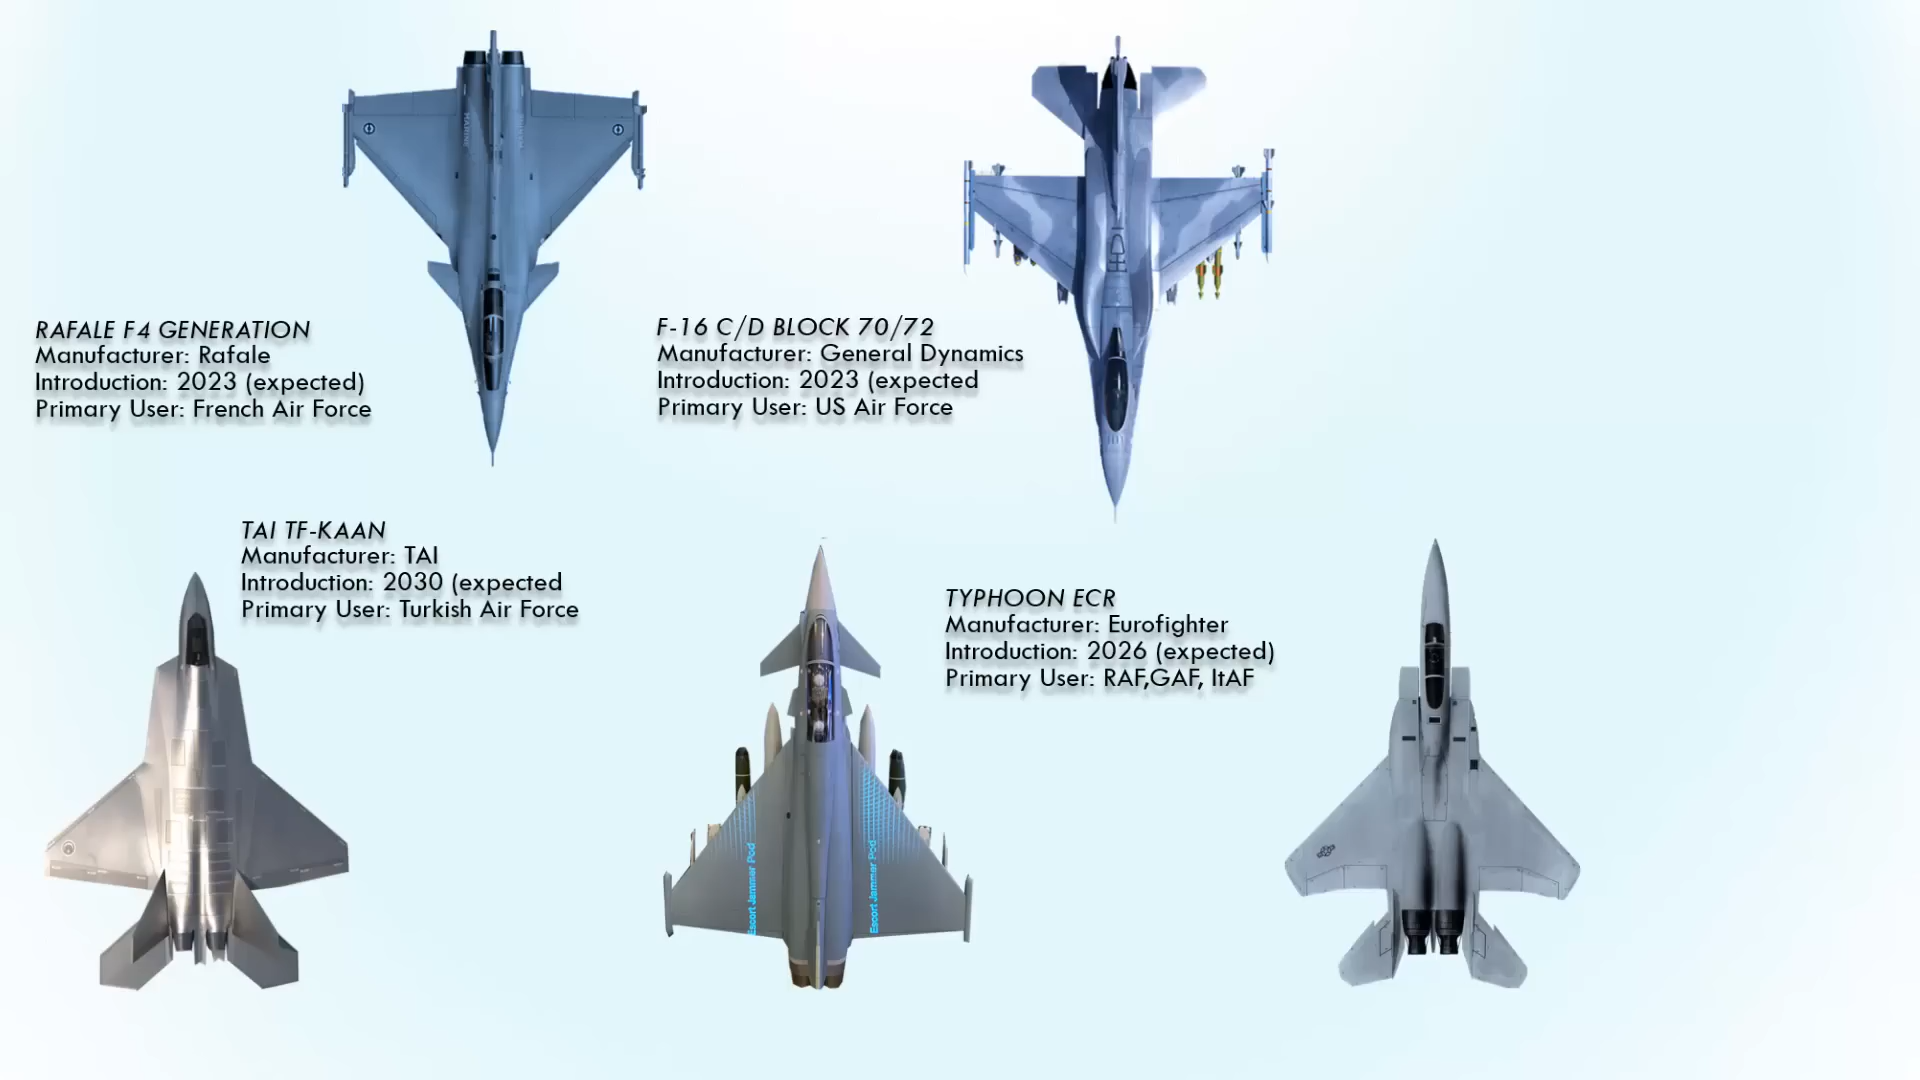 RAFALE F4 GENERATION
Manufacturer: Rafale
Introduction: 2023 (expected)
Primary User: French Air Force
F-16 C/D BLOCK 70/72
Manufacturer: General Dynamics
Introduction: 2023 (expected
Primary User: US Air Force
TAI TF-KAAN
Manufacturer: TAI
Introduction: 2030 (expected
Primary User: Turkish Air Force
TYPHOON ECR
Manufacturer: Eurofighter
Introduction: 2026 (expected)
Primary User: RAF,GAF, ItAF
Escort Jammer Pod
Escort Jammer Pod